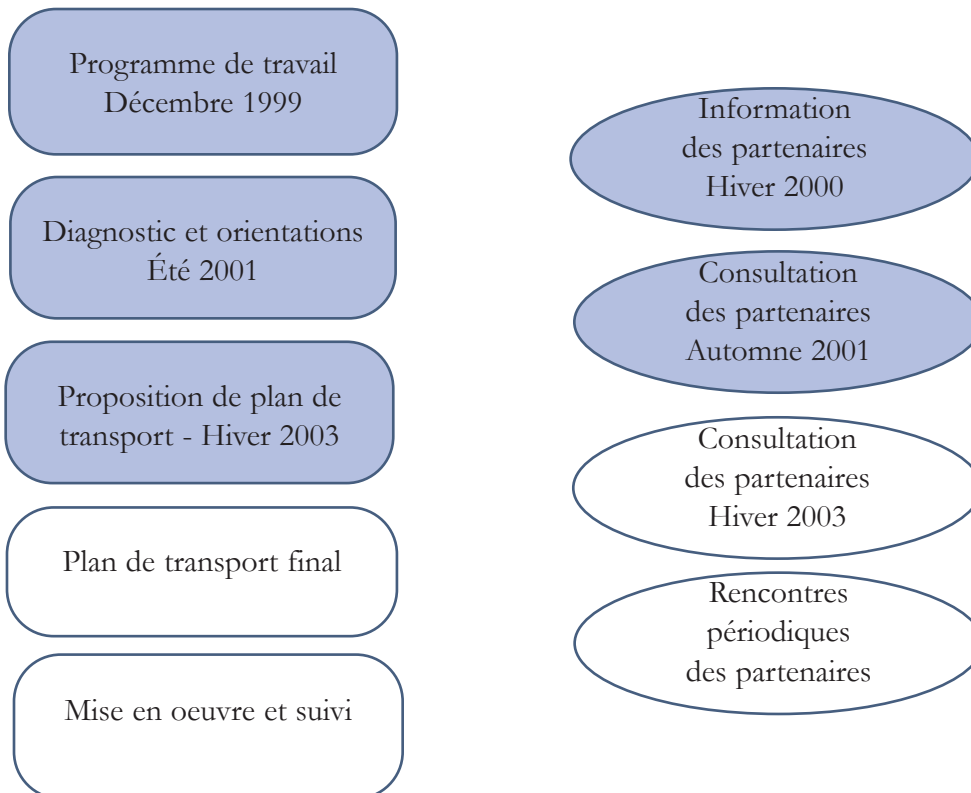 Programme de travail
Décembre 1999
Diagnostic et orientations
Été 2001
Proposition de plan de
transport - Hiver 2003
Plan de transport final
Mise en oeuvre et suivi
Information
des partenaires
Hiver 2000
Consultation
des partenaires
Automne 2001
Consultation
des partenaires
Hiver 2003
Rencontres
périodiques
des partenaires